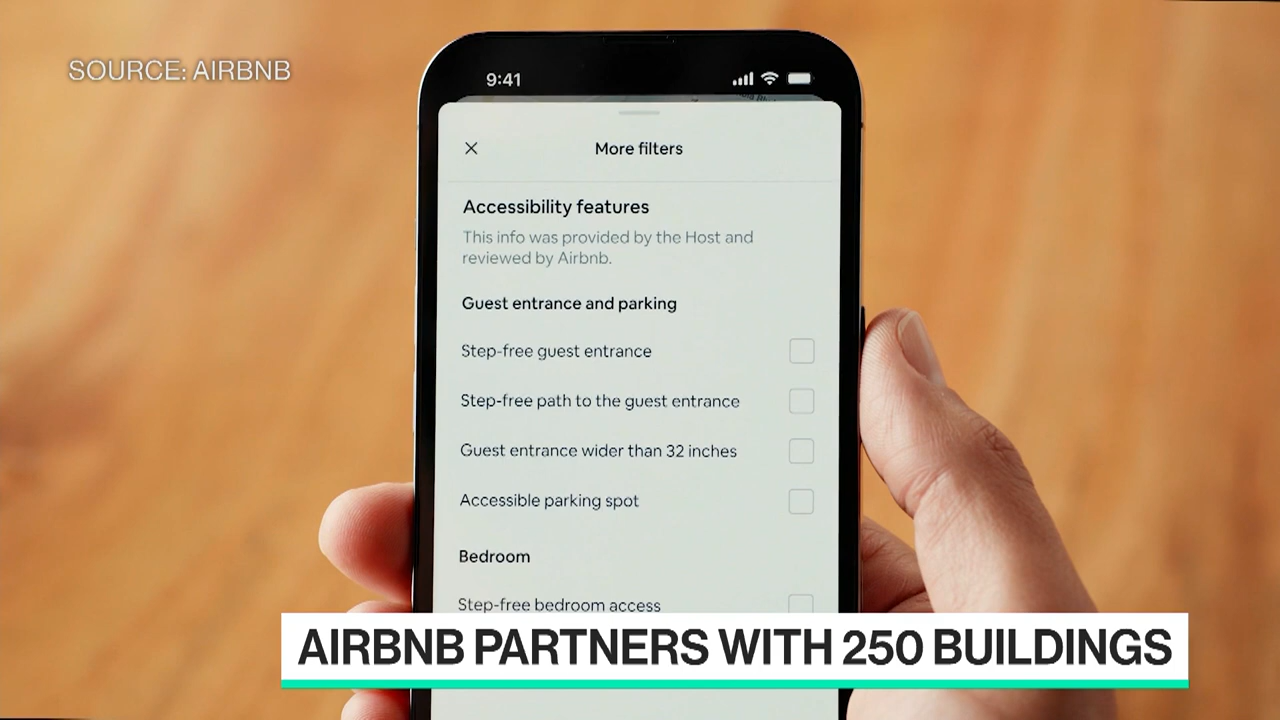 SOURCE: AIRBNB
9:41
More filters
Accessibility features
This info was provided by the Host and
reviewed by Airbnb.
Guest entrance and parking
Step-free guest entrance
Step-free path to the guest entrance
Guest entrance wider than 32 inches
Accessible parking spot
Bedroom
Step-free bedroom access
AIRBNB PARTNERS WITH 250 BUILDINGS